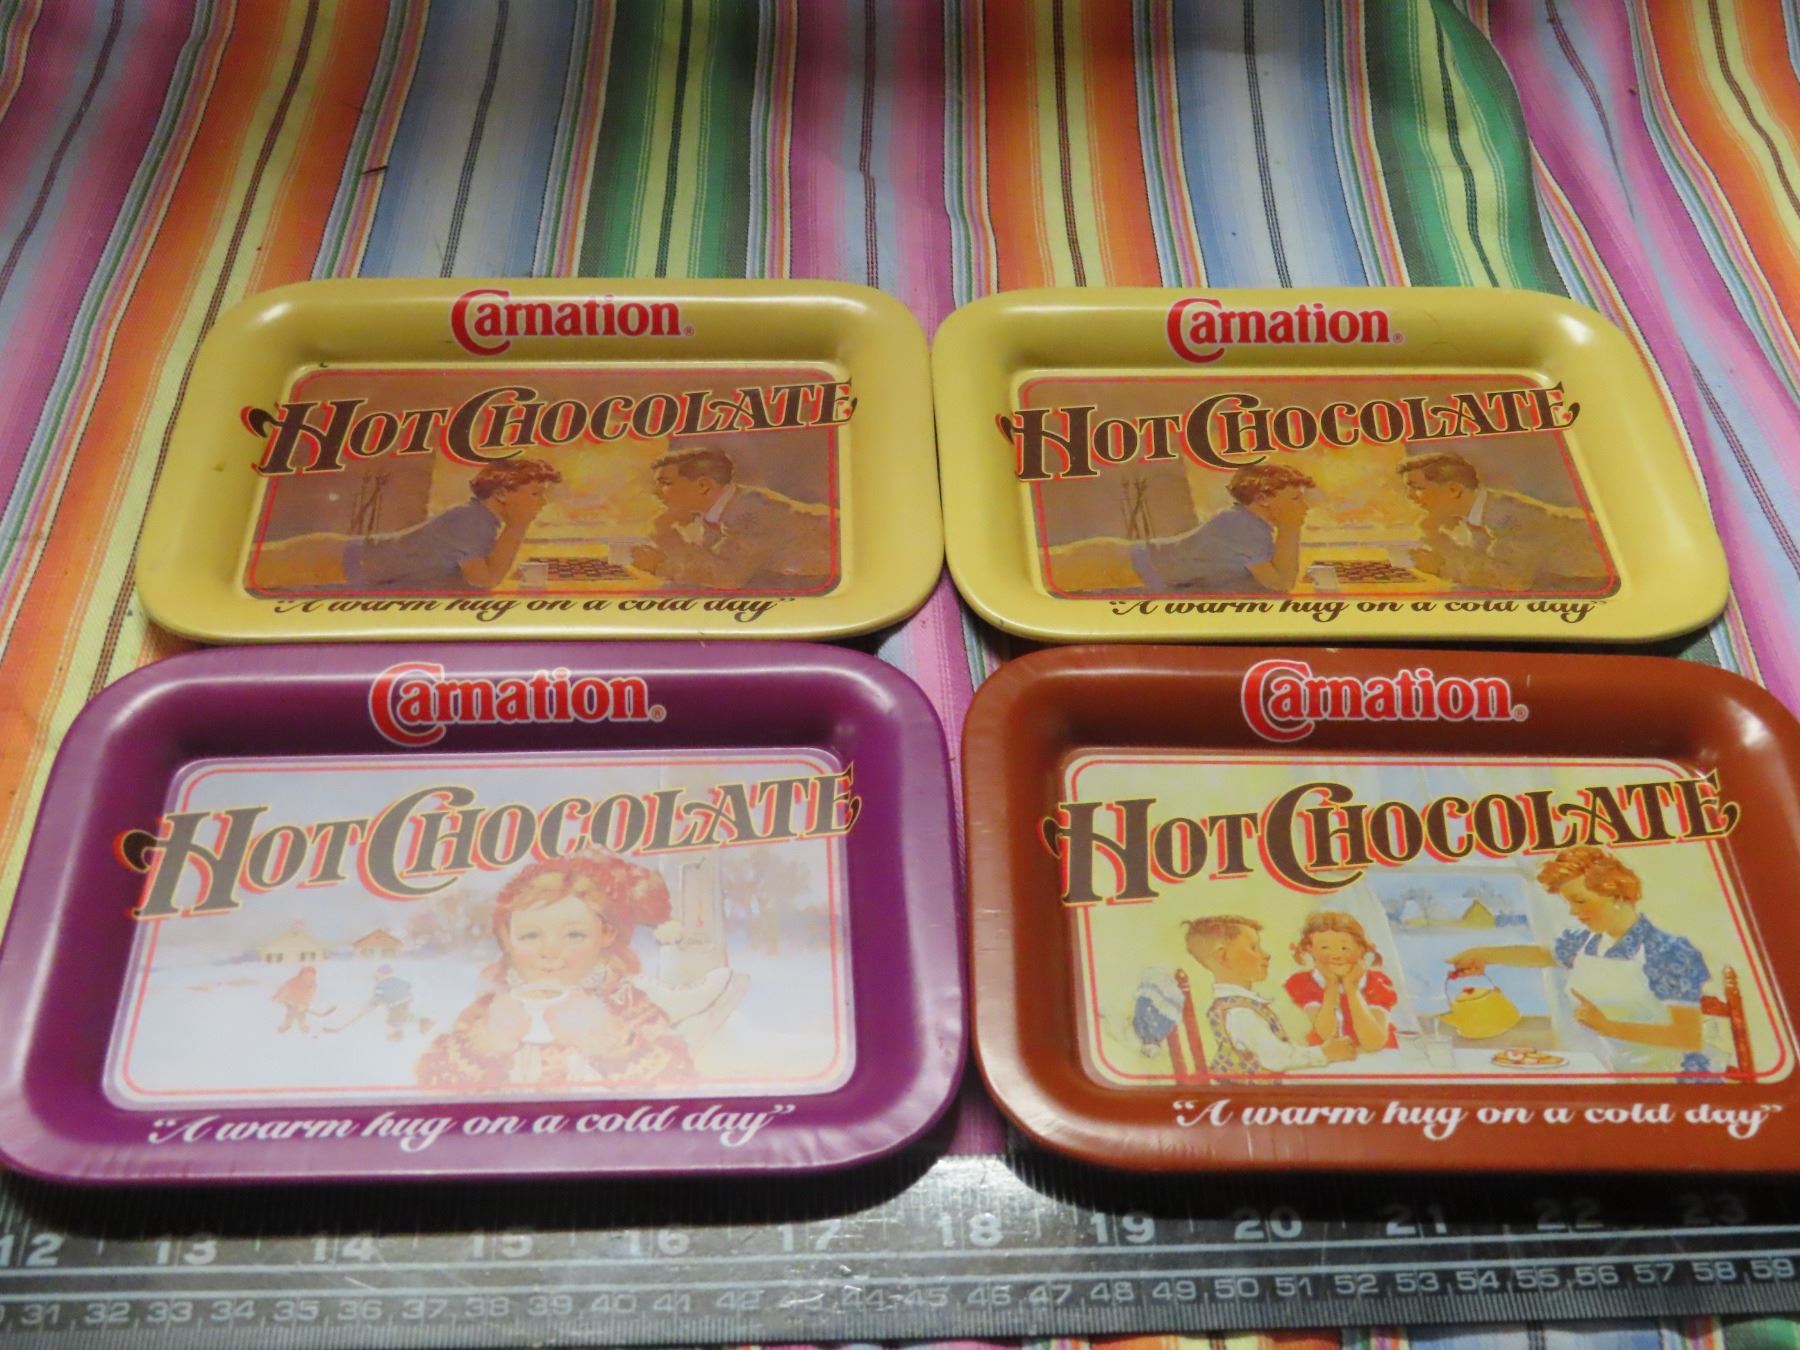 Carnation®
HOT CHOCOLATE
"A warm hug on a cold day"
Carnation®
HOT CHOCOLATE
"A warm hug on a cold day"
Carnation®
HOT CHOCOLATE
"A warm hug on a cold day"
Carnation®
HOT CHOCOLATE
"A warm hug on a cold day"
12 13 14 15 16 17 18 19 20 21 22 23
31 32 33 34 35 36 37 38 39 40 41 42 43 44 45 46 47 48 49 50 51 52 53 54 55 56 57 58 59